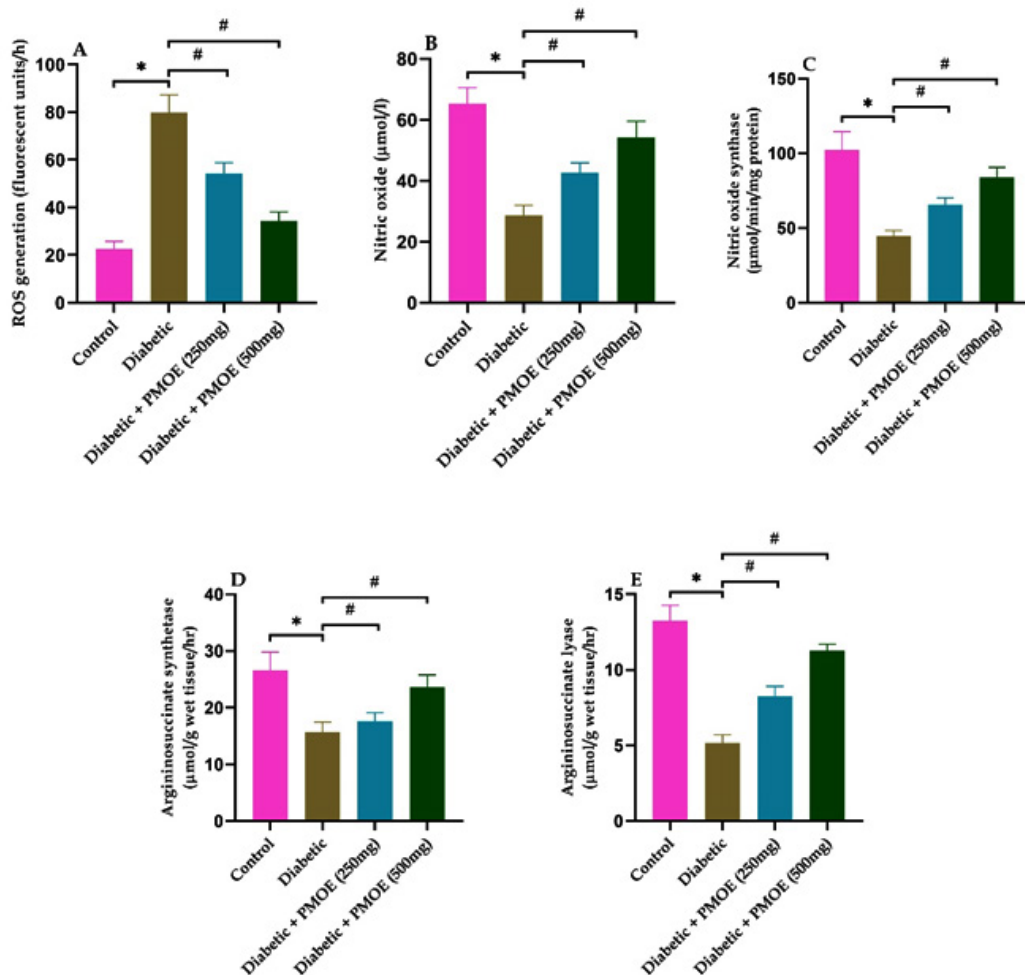 A
ROS generation (fluorescent units/h)
100
80
60
40
20
0
*
#
#
Control
Diabetic
Diabetic + PMOE (250mg)
Diabetic + PMOE (500mg)
B
Nitric oxide (µmol/l)
80
60
40
20
0
*
#
#
Control
Diabetic
Diabetic + PMOE (250mg)
Diabetic + PMOE (500mg)
C
Nitric oxide synthase
(µmol/min/mg protein)
150
100
50
0
*
#
#
Control
Diabetic
Diabetic + PMOE (250mg)
Diabetic + PMOE (500mg)
D
Argininosuccinate synthetase
(µmol/g wet tissue/hr)
40
30
20
10
0
*
#
#
Control
Diabetic
Diabetic + PMOE (250mg)
Diabetic + PMOE (500mg)
E
Argininosuccinate lyase
(µmol/g wet tissue/hr)
15
10
5
0
*
#
#
Control
Diabetic
Diabetic + PMOE (250mg)
Diabetic + PMOE (500mg)